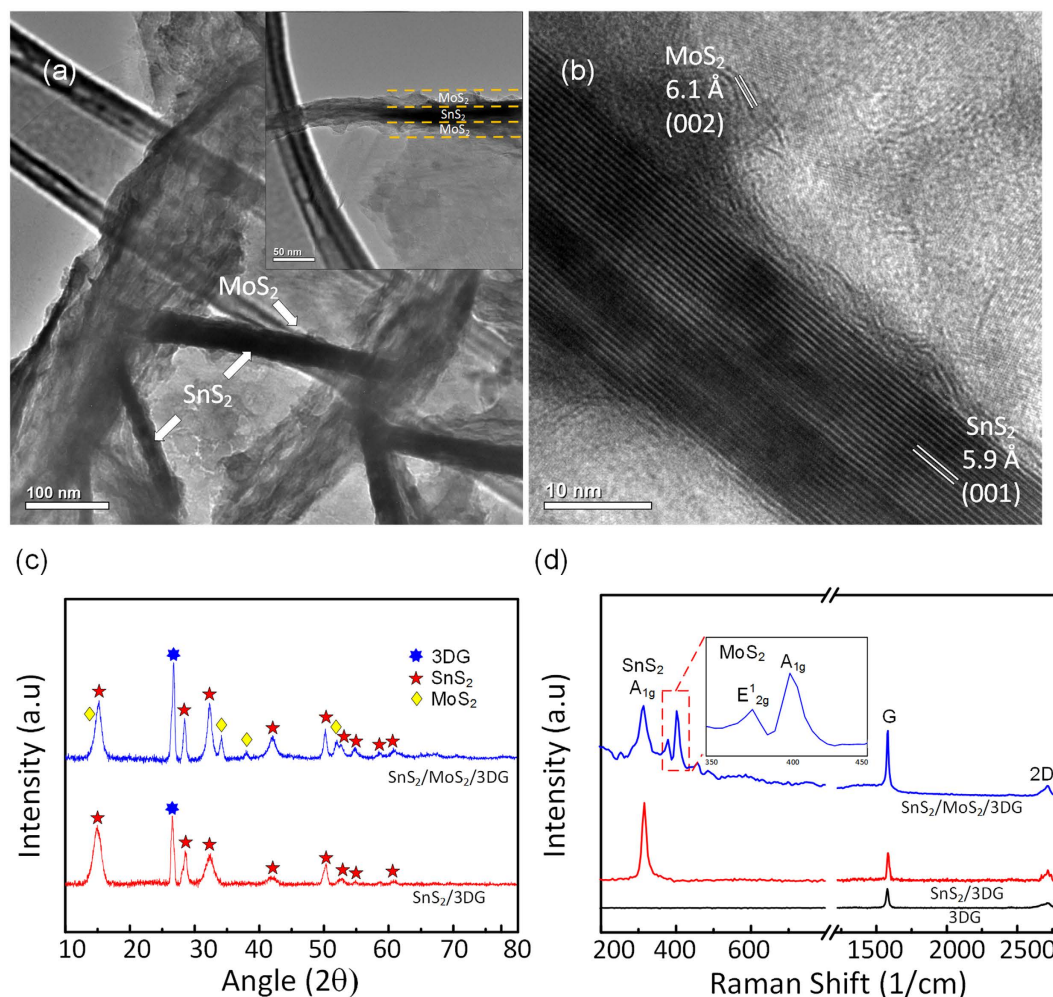 (a)
MoS₂
SnS₂
MoS₂
50 nm
MoS₂
SnS₂
100 nm
(b)
MoS₂
6.1 Å
(002)
SnS₂
5.9 Å
(001)
10 nm
(c)
Intensity (a.u)
3DG
SnS₂
MoS₂
SnS₂/MoS₂/3DG
SnS₂/3DG
10 20 30 40 50 60 70 80
Angle (2θ)
(d)
Intensity (a.u)
SnS₂
A₁g
MoS₂
E¹₂g
A₁g
400 450
G
2D
SnS₂/MoS₂/3DG
SnS₂/3DG
3DG
200 400 600 1500 2000 2500
Raman Shift (1/cm)